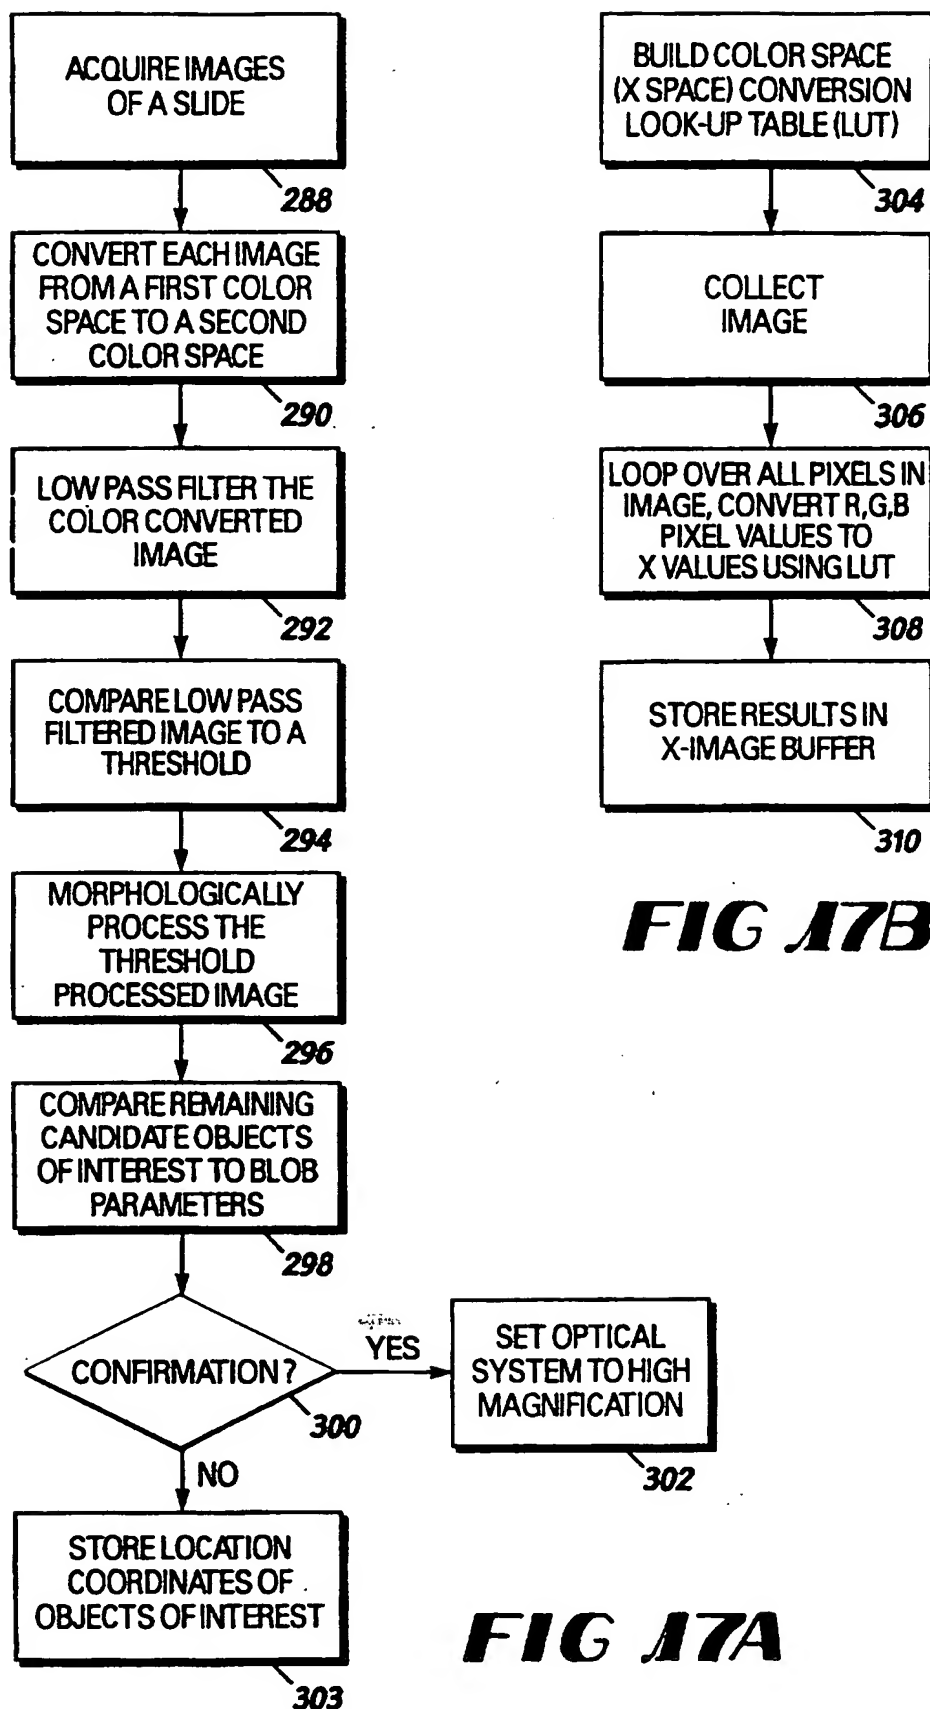 ACQUIRE IMAGES
OF A SLIDE
288
CONVERT EACH IMAGE
FROM A FIRST COLOR
SPACE TO A SECOND
COLOR SPACE
290
LOW PASS FILTER THE
COLOR CONVERTED
IMAGE
292
COMPARE LOW PASS
FILTERED IMAGE TO A
THRESHOLD
294
MORPHOLOGICALLY
PROCESS THE
THRESHOLD
PROCESSED IMAGE
296
COMPARE REMAINING
CANDIDATE OBJECTS
OF INTEREST TO BLOB
PARAMETERS
298
CONFIRMATION?
300
YES
SET OPTICAL
SYSTEM TO HIGH
MAGNIFICATION
302
NO
STORE LOCATION
COORDINATES OF
OBJECTS OF INTEREST
303
FIG 17A
BUILD COLOR SPACE
(X SPACE) CONVERSION
LOOK-UP TABLE (LUT)
304
COLLECT
IMAGE
306
LOOP OVER ALL PIXELS IN
IMAGE, CONVERT R,G,B
PIXEL VALUES TO
X VALUES USING LUT
308
STORE RESULTS IN
X-IMAGE BUFFER
310
FIG 17B